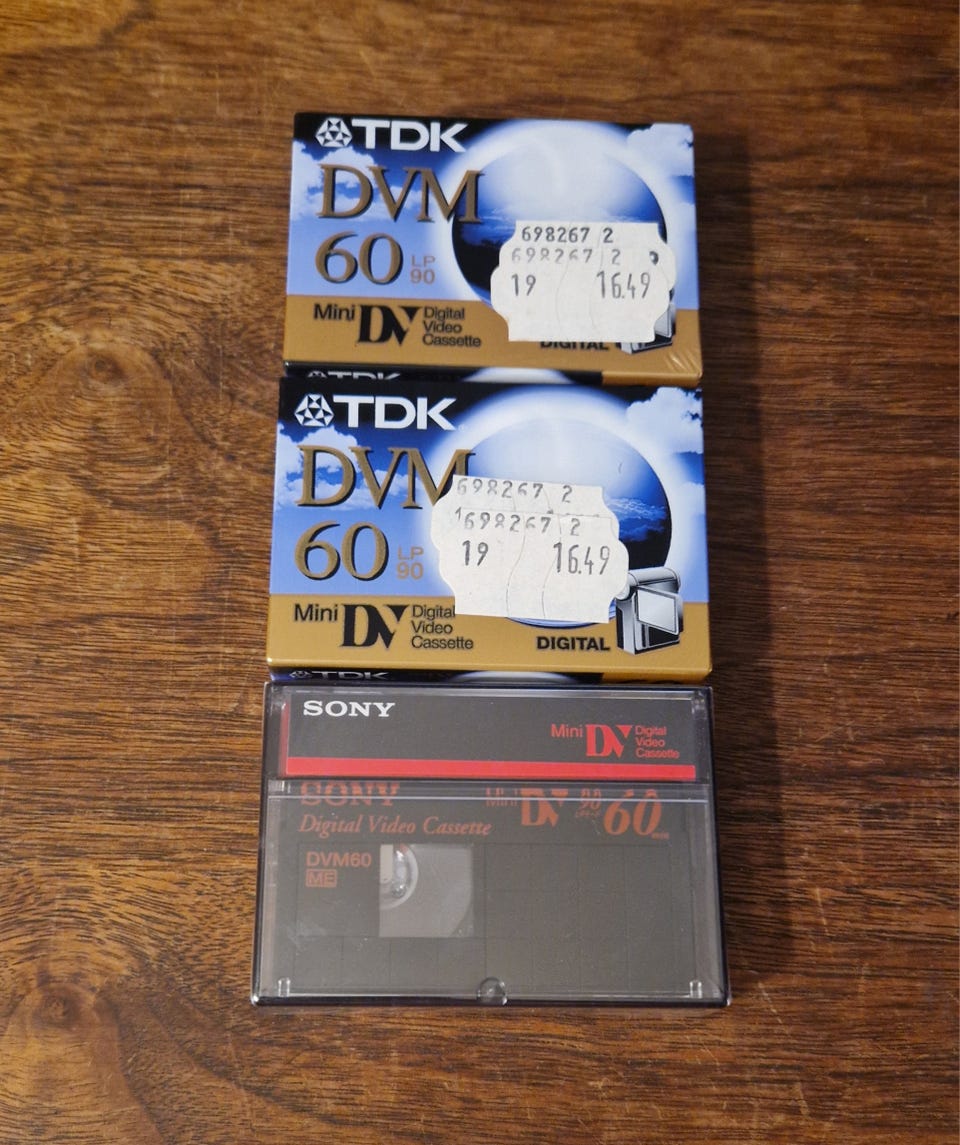 TDK
DVM
60 LP
90
698267 2
698267 2
19 16.49
Mini DV Digital
Video
Cassette
DIGITAL
TDK
TDK
DVM
60 LP
90
698267 2
698267 2
19 16.49
Mini DV Digital
Video
Cassette
DIGITAL
TDK
SONY
Mini DV Digital
Video
Cassette
SONY
Mini DV 90 60
Digital Video Cassette
DVM60
ME